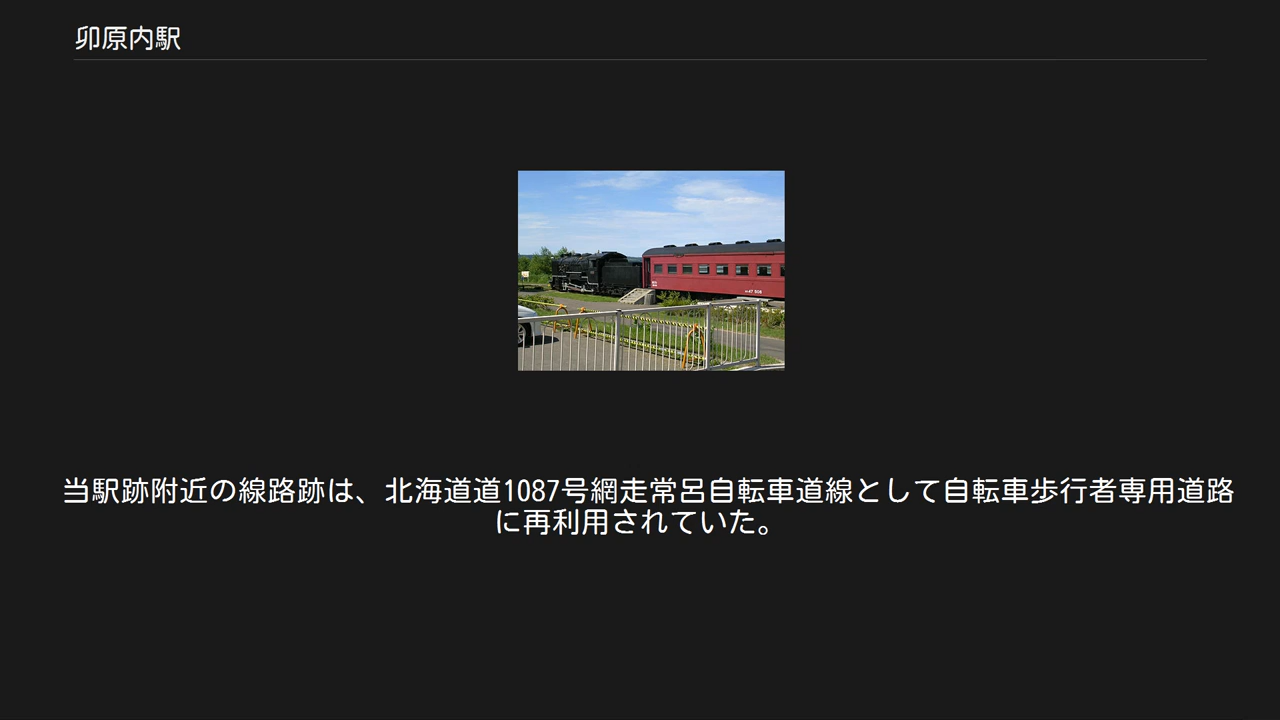 卯原内駅
当駅跡附近の線路跡は、北海道道1087号網走常呂自転車道線として自転車歩行者専用道路
に再利用されていた。